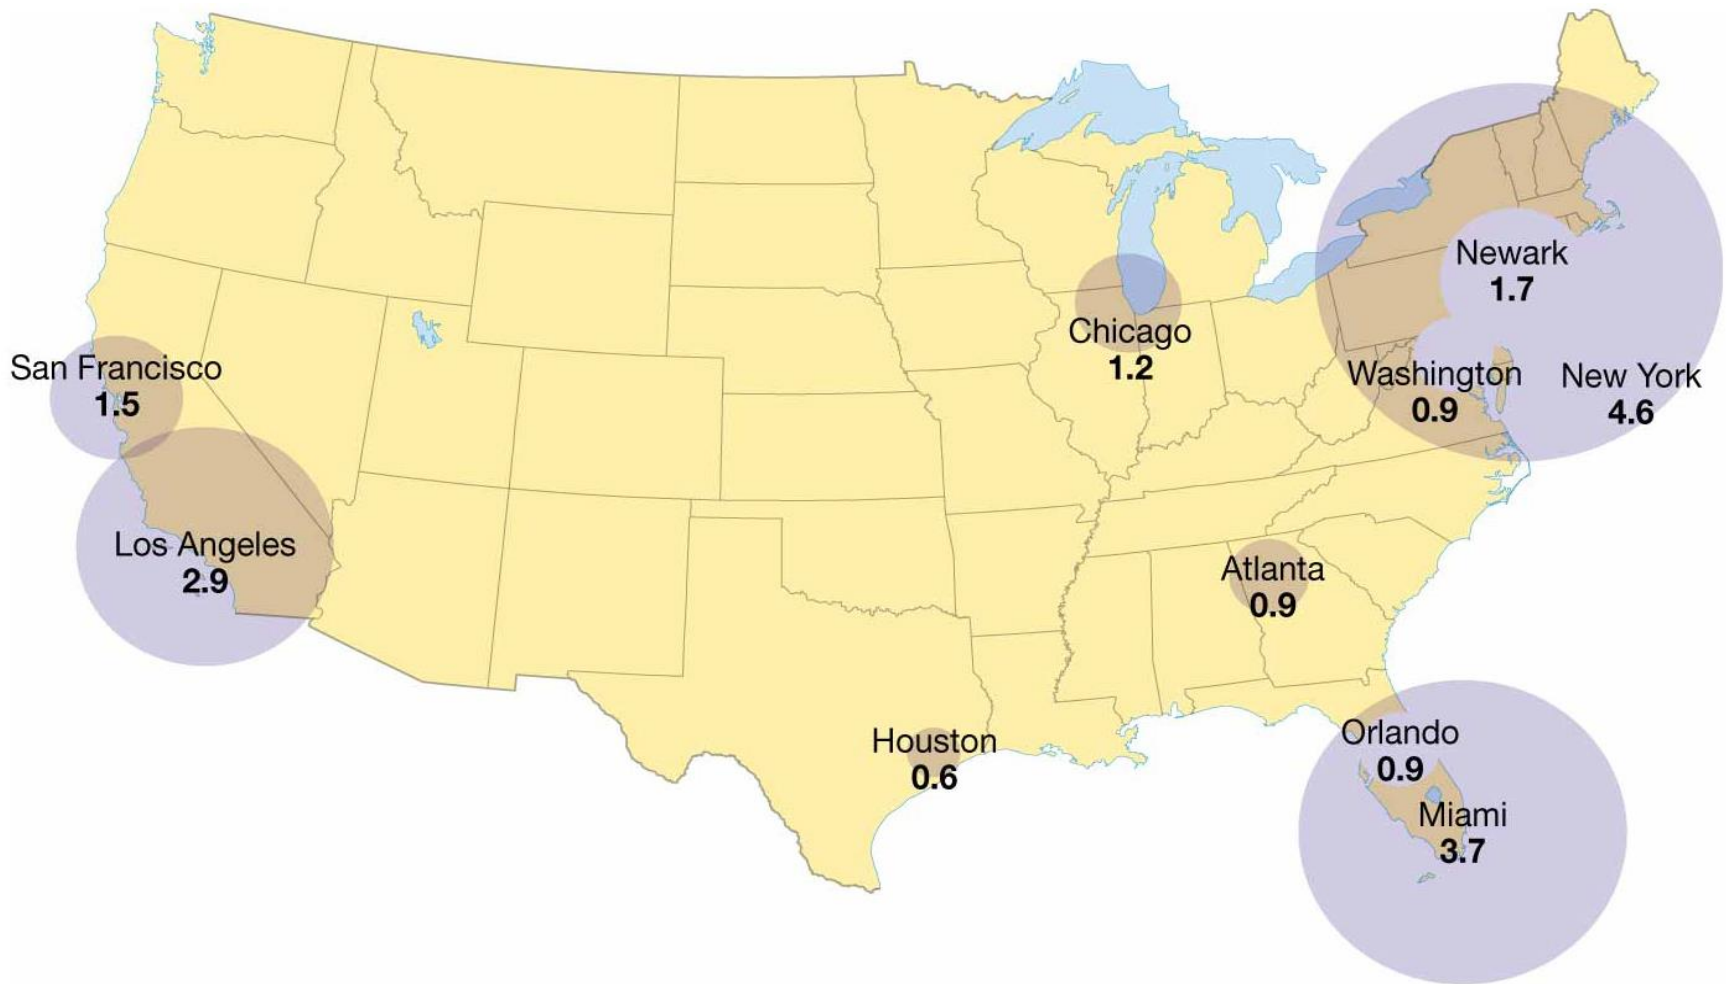 Newark
1.7
Chicago
1.2
San Francisco
1.5
Washington
0.9
New York
4.6
Los Angeles
2.9
Atlanta
0.9
Houston
0.6
Orlando
0.9
Miami
3.7